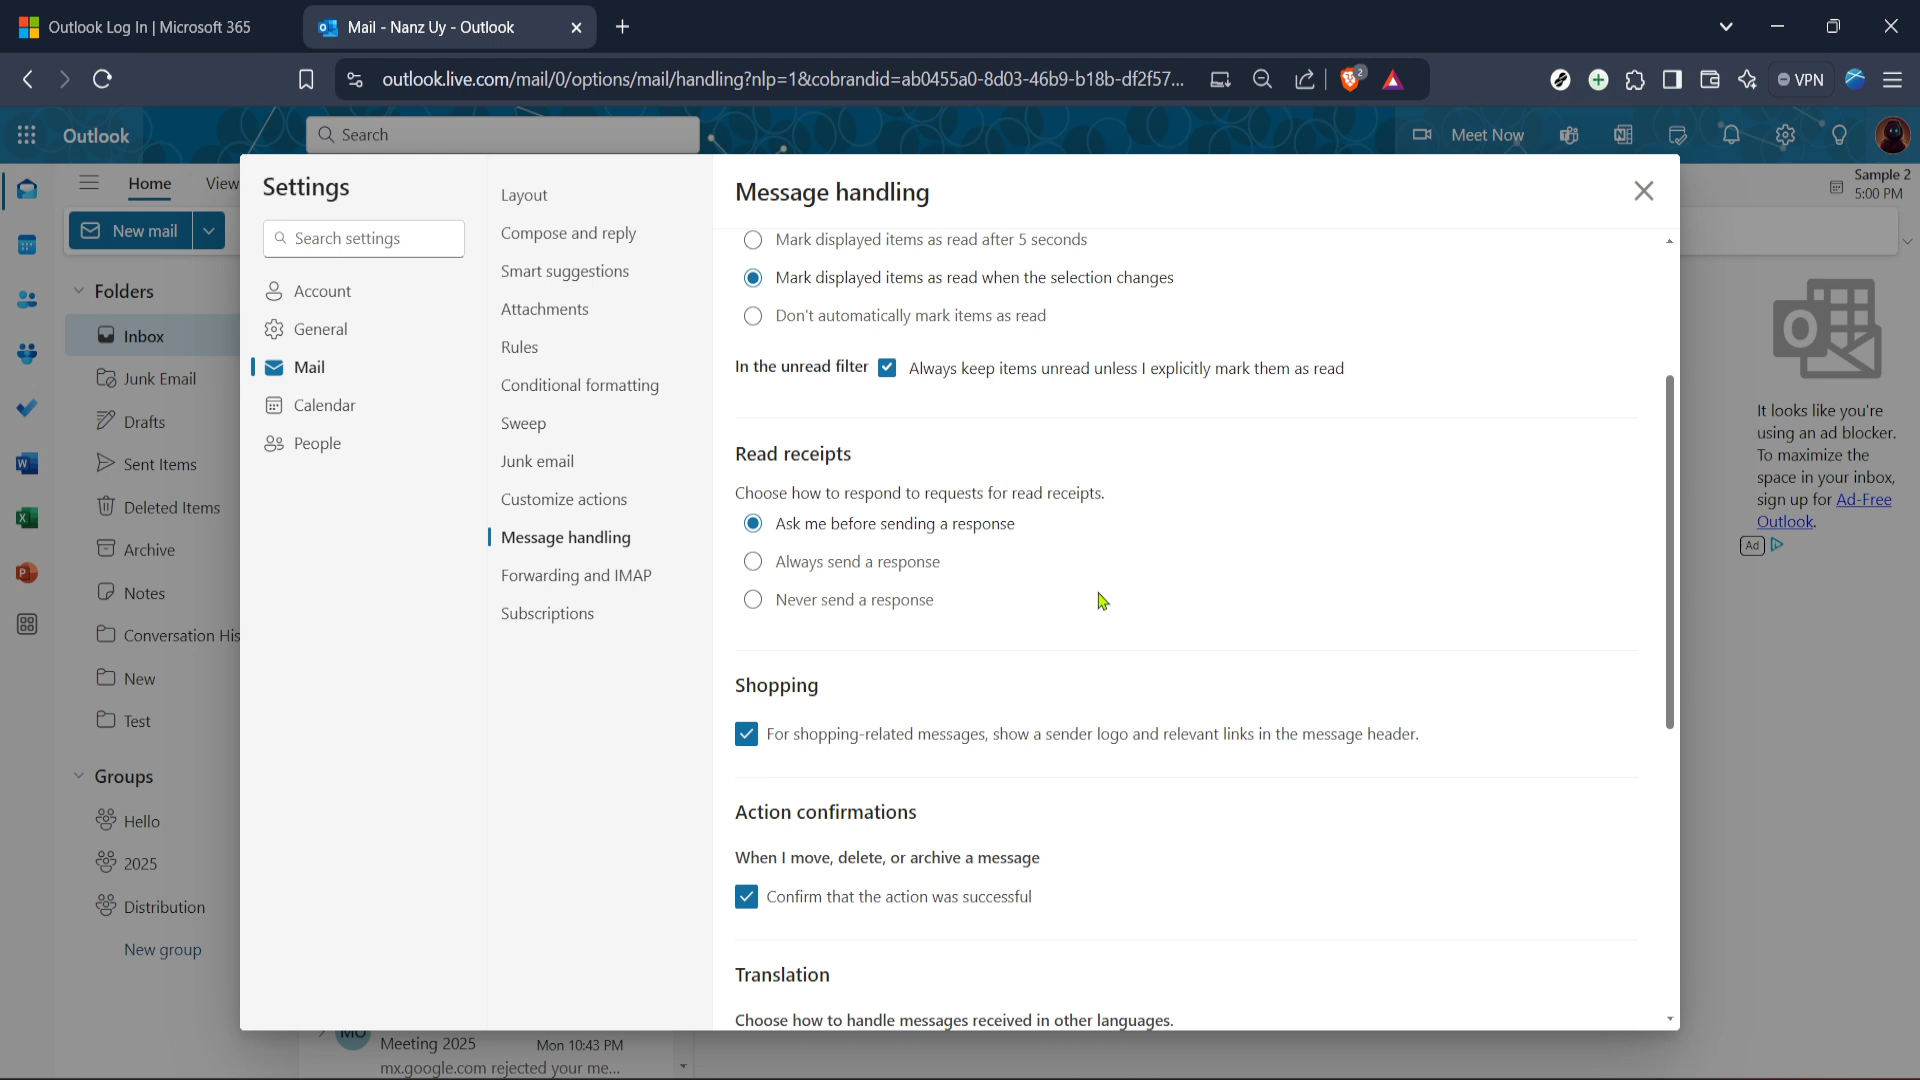 Outlook Log In | Microsoft 365
Mail - Nanz Uy - Outlook
outlook.live.com/mail/0/options/mail/handling?nlp=1&cobrandid=ab0455a0-8d03-46b9-b18b-df2f57...
2
VPN
Outlook
Search
Meet Now
Home
View
Sample 2
5:00 PM
New mail
Folders
Inbox
Junk Email
Drafts
Sent Items
Deleted Items
Archive
Notes
Conversation His
New
Test
Groups
Hello
2025
Distribution
New group
Settings
Search settings
Account
General
Mail
Calendar
People
Layout
Compose and reply
Smart suggestions
Attachments
Rules
Conditional formatting
Sweep
Junk email
Customize actions
Message handling
Forwarding and IMAP
Subscriptions
Message handling
Mark displayed items as read after 5 seconds
Mark displayed items as read when the selection changes
Don't automatically mark items as read
In the unread filter Always keep items unread unless I explicitly mark them as read
Read receipts
Choose how to respond to requests for read receipts.
Ask me before sending a response
Always send a response
Never send a response
Shopping
For shopping-related messages, show a sender logo and relevant links in the message header.
Action confirmations
When I move, delete, or archive a message
Confirm that the action was successful
Translation
Choose how to handle messages received in other languages.
It looks like you're
using an ad blocker.
To maximize the
space in your inbox,
sign up for Ad-Free
Outlook.
Ad
MO
Meeting 2025 Mon 10:43 PM
mx.google.com rejected your me...